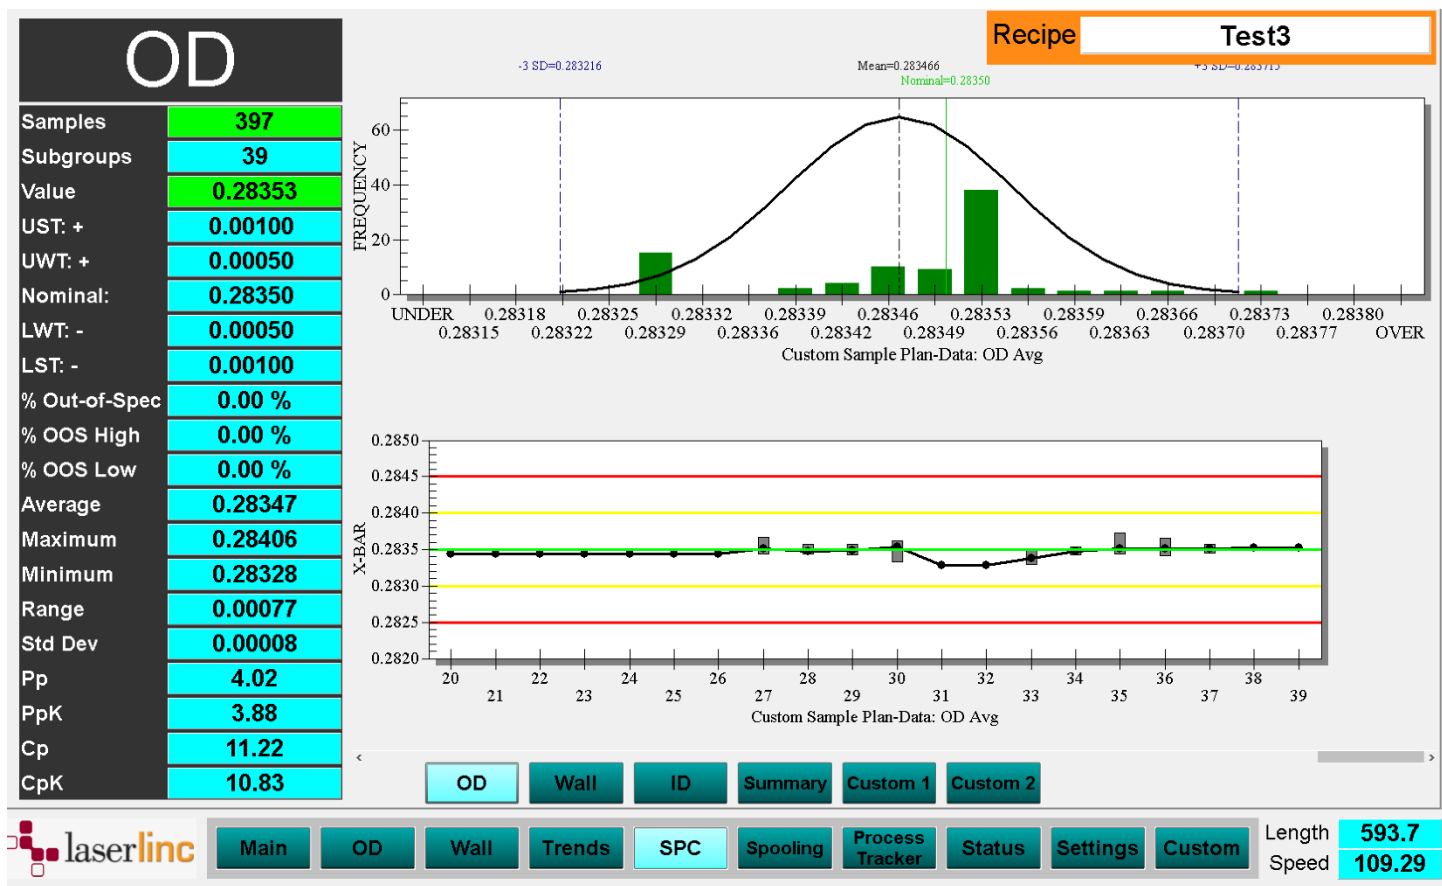 OD
Recipe Test3
Samples 397
Subgroups 39
Value 0.28353
UST: + 0.00100
UWT: + 0.00050
Nominal: 0.28350
LWT: - 0.00050
LST: - 0.00100
% Out-of-Spec 0.00 %
% OOS High 0.00 %
% OOS Low 0.00 %
Average 0.28347
Maximum 0.28406
Minimum 0.28328
Range 0.00077
Std Dev 0.00008
Pp 4.02
PpK 3.88
Cp 11.22
CpK 10.83
-3 SD=0.283216 Mean=0.283466 +3 SD=0.283715
Nominal=0.28350
FREQUENCY
60
40
20
0
UNDER 0.28318 0.28325 0.28332 0.28339 0.28346 0.28353 0.28359 0.28366 0.28373 0.28380
0.28315 0.28322 0.28329 0.28336 0.28342 0.28349 0.28356 0.28363 0.28370 0.28377 OVER
Custom Sample Plan-Data: OD Avg
X-BAR
0.2850
0.2845
0.2840
0.2835
0.2830
0.2825
0.2820
20 22 23 24 26 27 28 30 32 34 36 38
21 25 29 31 33 35 37 39
Custom Sample Plan-Data: OD Avg
OD Wall ID Summary Custom 1 Custom 2
laserlinc
Main OD Wall Trends SPC Spooling Process Tracker Status Settings Custom
Length 593.7
Speed 109.29